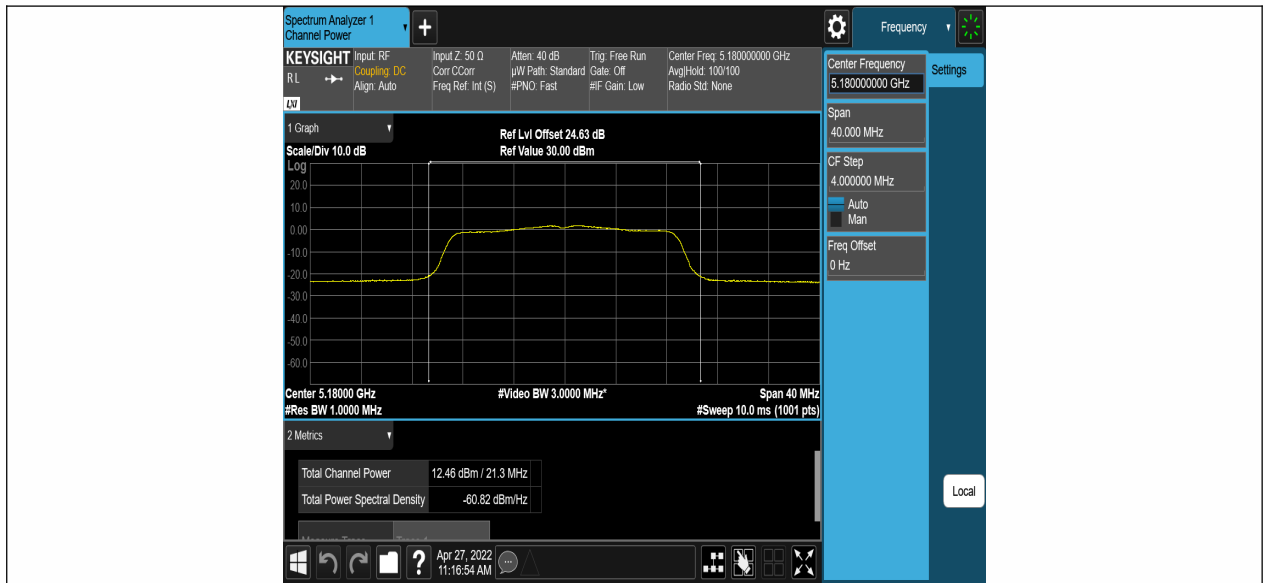 Spectrum Analyzer 1
Channel Power
+
Frequency
KEYSIGHT
RL
LXI
Input: RF
Coupling: DC
Align: Auto
Input Z: 50 Ω
Corr CCorr
Freq Ref: Int (S)
Atten: 40 dB
µW Path: Standard
#PNO: Fast
Trig: Free Run
Gate: Off
#IF Gain: Low
Center Freq: 5.180000000 GHz
Avg|Hold: 100/100
Radio Std: None
Center Frequency
5.180000000 GHz
Settings
Span
40.000 MHz
CF Step
4.000000 MHz
Auto
Man
Freq Offset
0 Hz
Local
1 Graph
Scale/Div 10.0 dB
Ref Lvl Offset 24.63 dB
Ref Value 30.00 dBm
Log
20.0
10.0
0.00
-10.0
-20.0
-30.0
-40.0
-50.0
-60.0
Center 5.18000 GHz
#Video BW 3.0000 MHz*
Span 40 MHz
#Res BW 1.0000 MHz
#Sweep 10.0 ms (1001 pts)
2 Metrics
Total Channel Power 12.46 dBm / 21.3 MHz
Total Power Spectral Density -60.82 dBm/Hz
?
Apr 27, 2022
11:16:54 AM